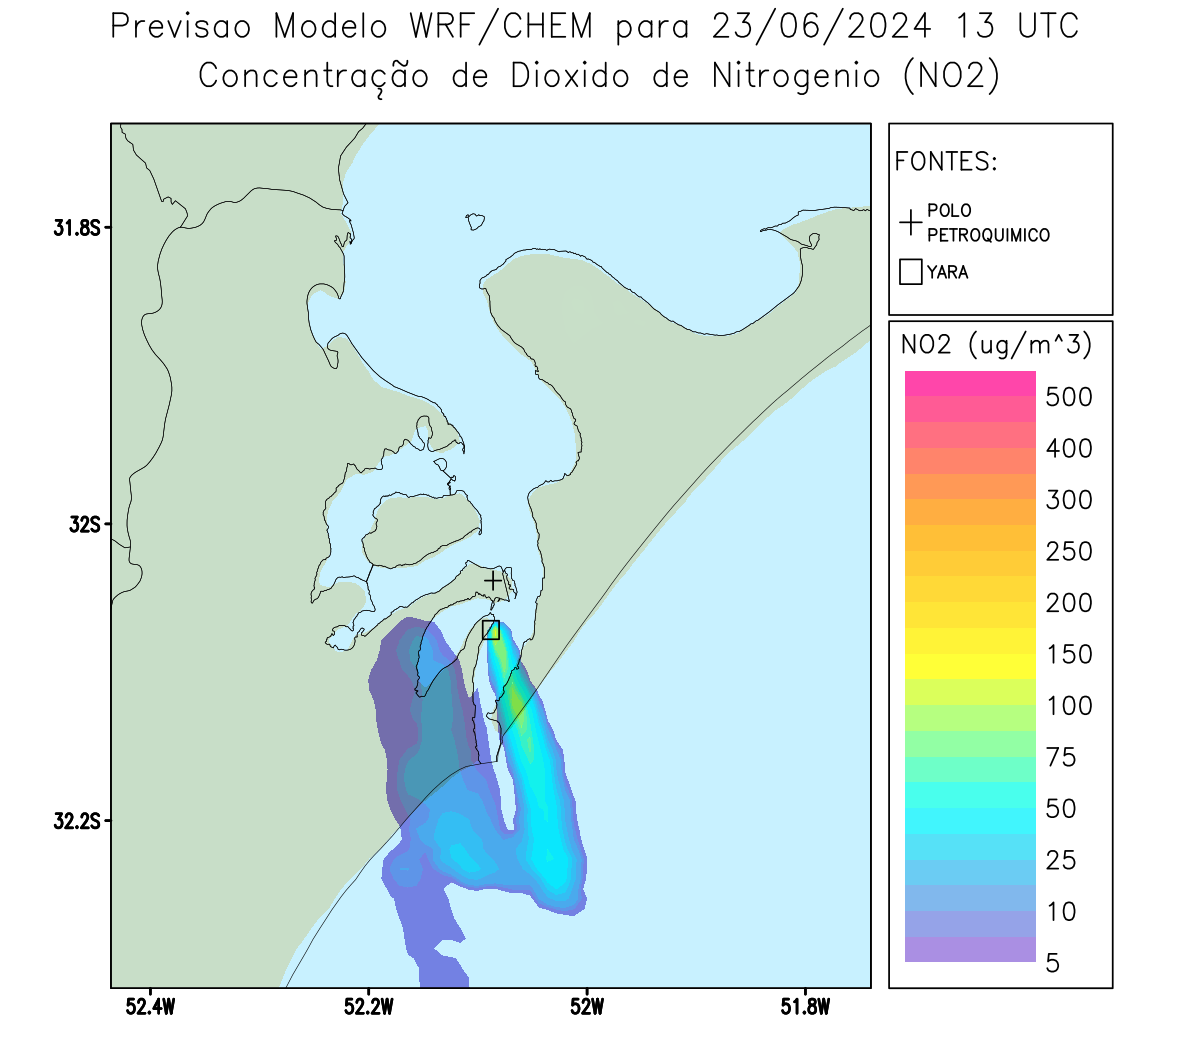 Previsao Modelo WRF/CHEM para 23/06/2024 13 UTC
Concentração de Dioxido de Nitrogenio (NO2)
FONTES:
POLO
PETROQUIMICO
YARA
NO2 (ug/m^3)
500
400
300
250
200
150
100
75
50
25
10
5
31.8S
32S
32.2S
52.4W
52.2W
52W
51.8W